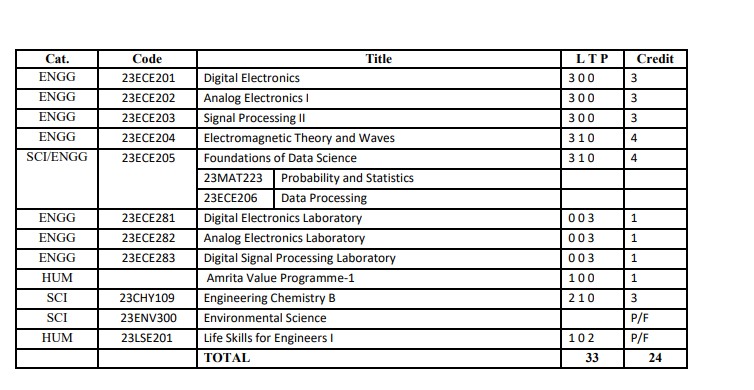 Cat. Code Title L T P Credit
ENGG 23ECE201 Digital Electronics 3 0 0 3
ENGG 23ECE202 Analog Electronics I 3 0 0 3
ENGG 23ECE203 Signal Processing II 3 0 0 3
ENGG 23ECE204 Electromagnetic Theory and Waves 3 1 0 4
SCI/ENGG 23ECE205 Foundations of Data Science 3 1 0 4
23MAT223 Probability and Statistics
23ECE206 Data Processing
ENGG 23ECE281 Digital Electronics Laboratory 0 0 3 1
ENGG 23ECE282 Analog Electronics Laboratory 0 0 3 1
ENGG 23ECE283 Digital Signal Processing Laboratory 0 0 3 1
HUM Amrita Value Programme-1 1 0 0 1
SCI 23CHY109 Engineering Chemistry B 2 1 0 3
SCI 23ENV300 Environmental Science P/F
HUM 23LSE201 Life Skills for Engineers I 1 0 2 P/F
TOTAL 33 24